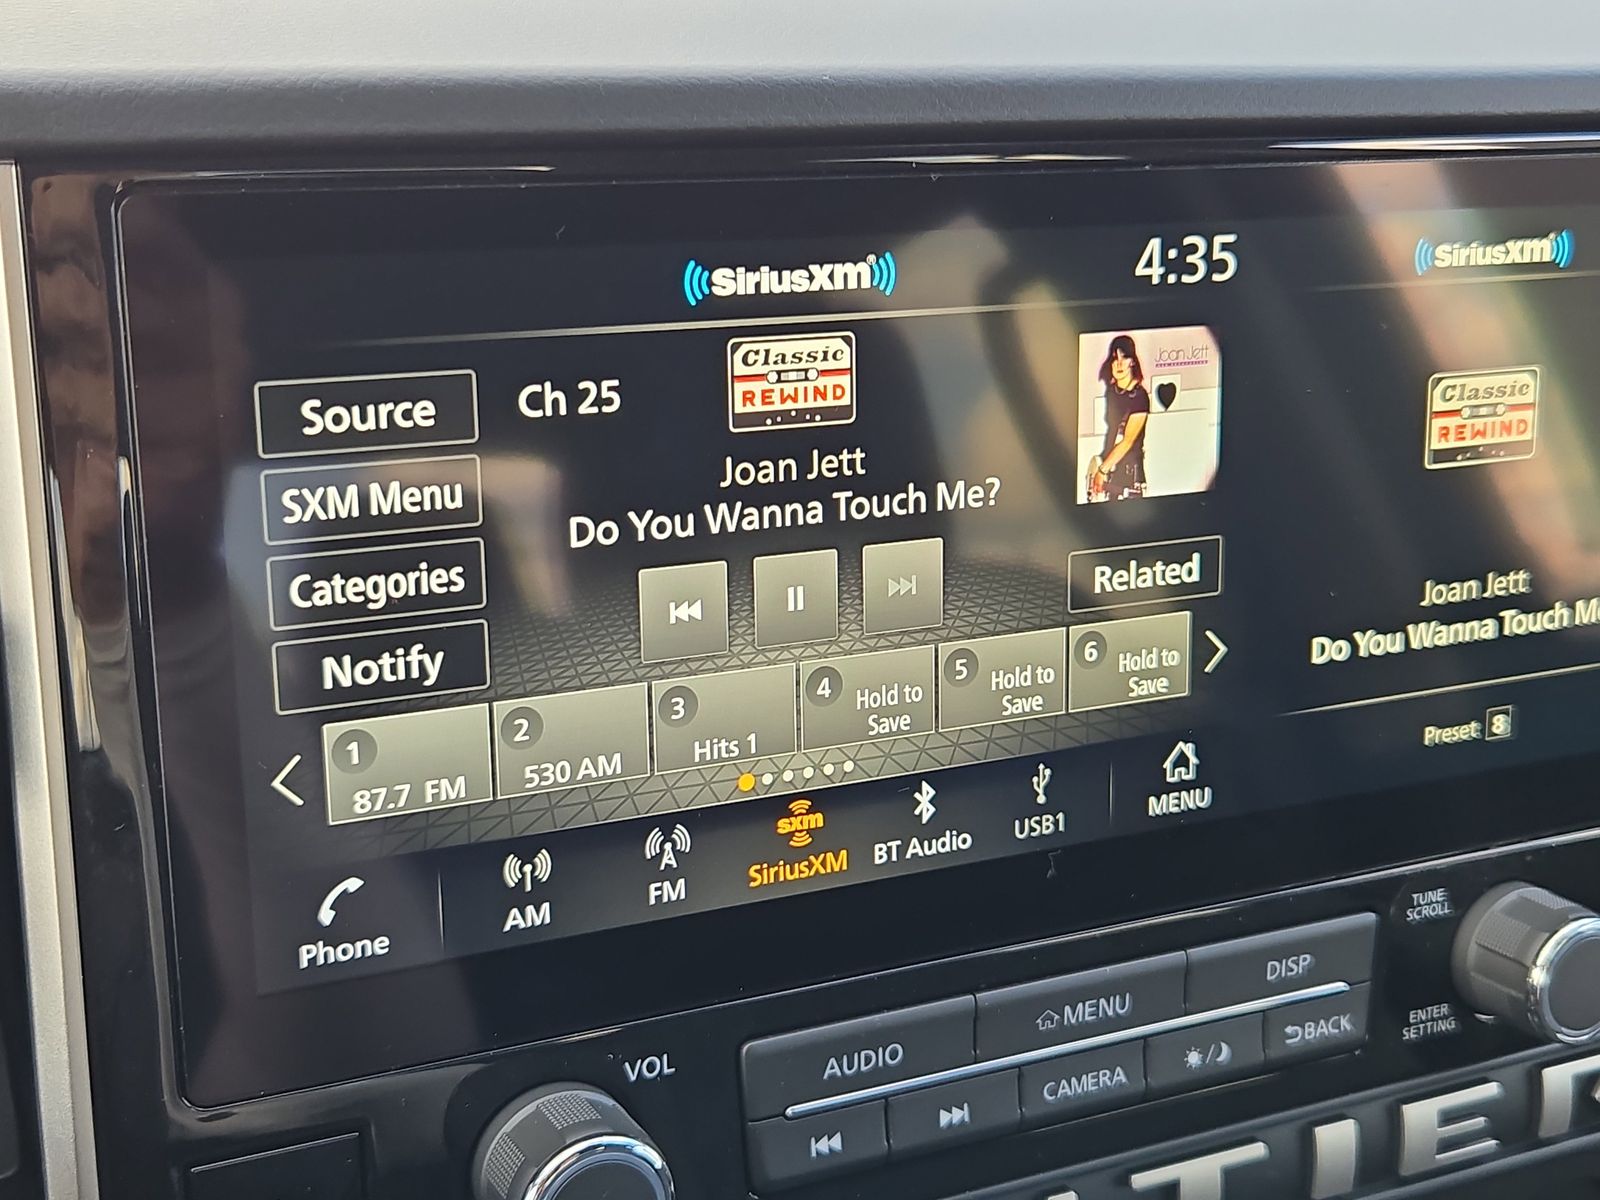 SiriusXM®
4:35
SiriusXM
Source
Ch 25
Classic
REWIND
Joan Jett
Classic
REWIND
SXM Menu
Joan Jett
Do You Wanna Touch Me?
Categories
Related
Joan Jett
Do You Wanna Touch Me
Notify
1
87.7 FM
2
530 AM
3
Hits 1
4
Hold to
Save
5
Hold to
Save
6
Hold to
Save
Preset 8
Phone
AM
FM
sxm
SiriusXM
BT Audio
USB1
MENU
TUNE
SCROLL
VOL
AUDIO
MENU
DISP
CAMERA
BACK
ENTER
SETTING
TIER